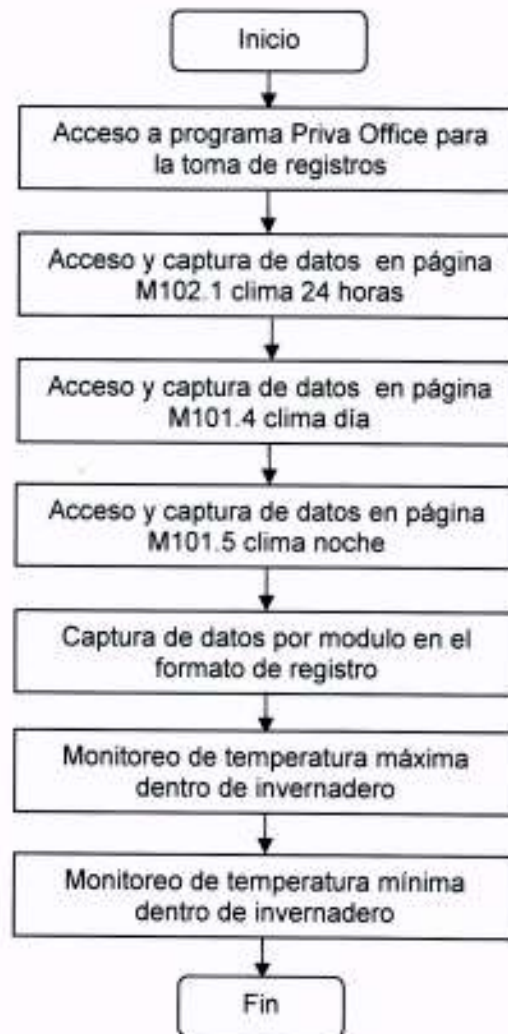 Inicio
Acceso a programa Priva Office para
la toma de registros
Acceso y captura de datos en página
M102.1 clima 24 horas
Acceso y captura de datos en página
M101.4 clima día
Acceso y captura de datos en página
M101.5 clima noche
Captura de datos por modulo en el
formato de registro
Monitoreo de temperatura máxima
dentro de invernadero
Monitoreo de temperatura mínima
dentro de invernadero
Fin